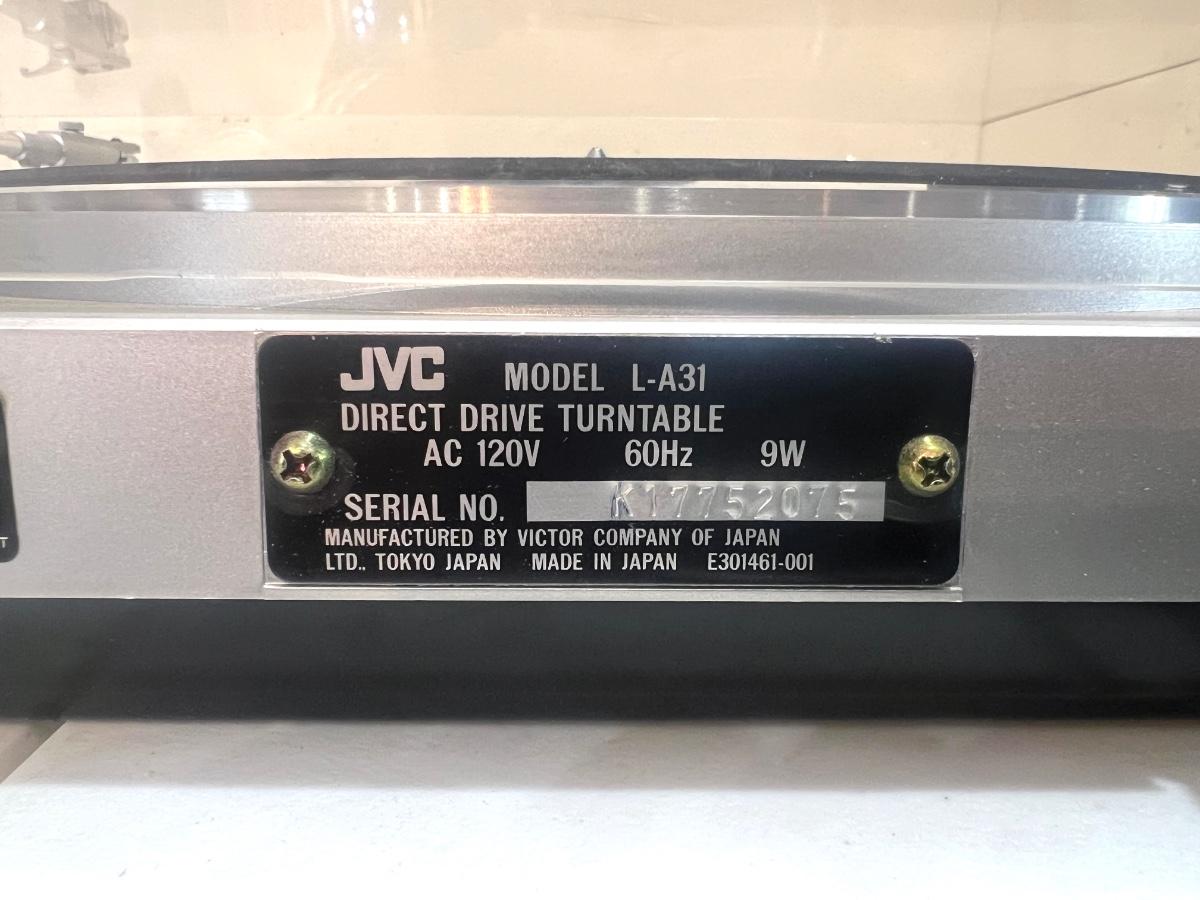 JVC MODEL L-A31
DIRECT DRIVE TURNTABLE
AC 120V 60Hz 9W
SERIAL NO. K17752075
MANUFACTURED BY VICTOR COMPANY OF JAPAN
LTD., TOKYO JAPAN MADE IN JAPAN E301461-001
T